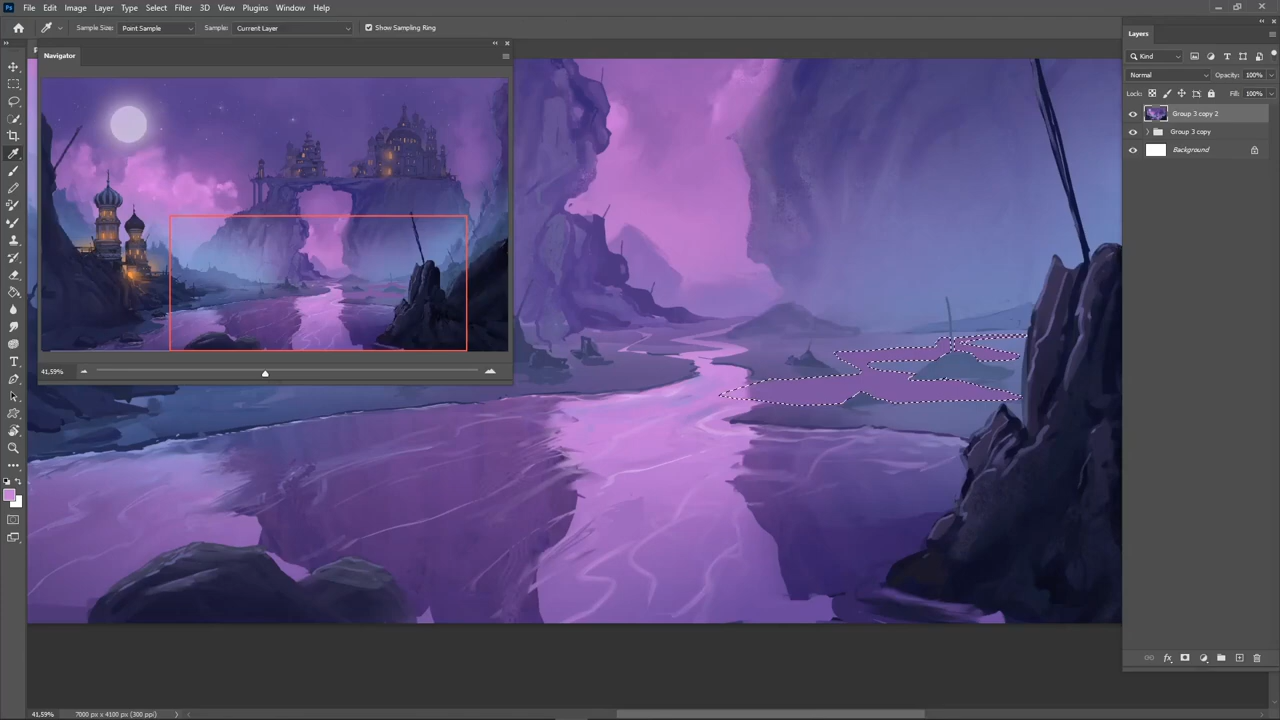 Ps File Edit Image Layer Type Select Filter 3D View Plugins Window Help
Sample Size: Point Sample Sample: Current Layer Show Sampling Ring
Navigator
41,59%
Layers
Kind
Normal Opacity: 100%
Lock: Fill: 100%
Group 3 copy 2
Group 3 copy
Background
41,59% 7000 px x 4100 px (300 ppi)